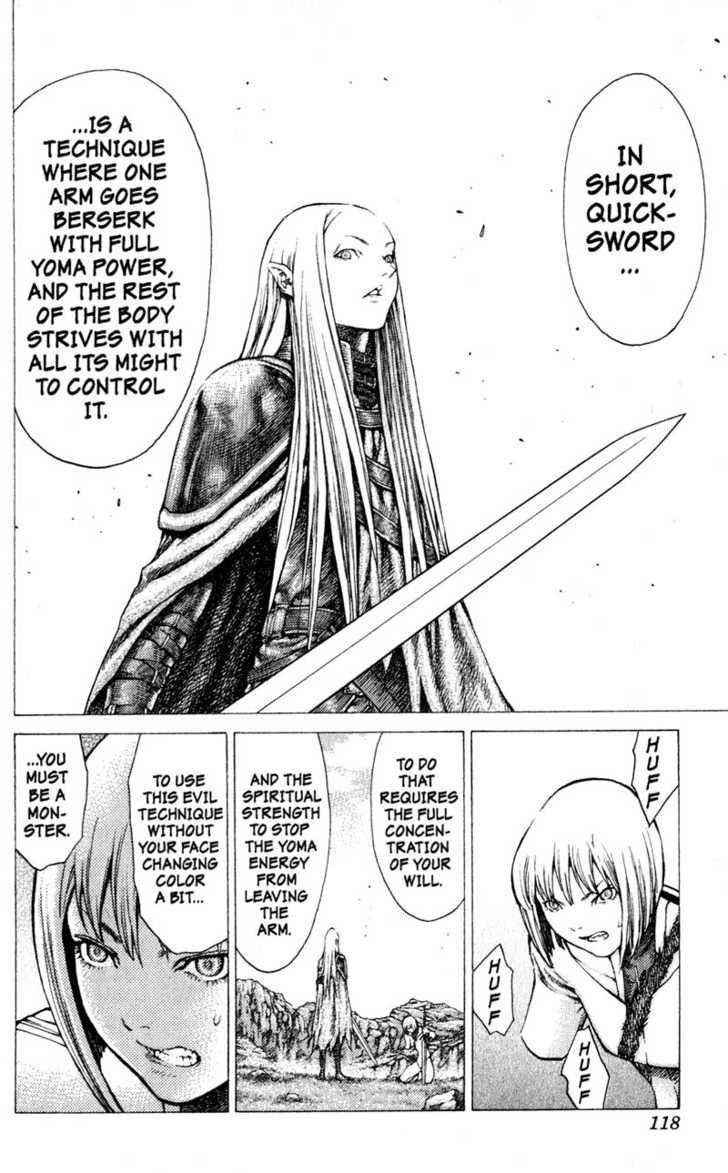 IN
SHORT,
QUICK-
SWORD
...
...IS A
TECHNIQUE
WHERE ONE
ARM GOES
BERSERK
WITH FULL
YOMA POWER,
AND THE REST
OF THE BODY
STRIVES WITH
ALL ITS MIGHT
TO CONTROL
IT.
HUFF
HUFF
HUFF
TO DO
THAT
REQUIRES
THE FULL
CONCEN-
TRATION
OF YOUR
WILL.
AND THE
SPIRITUAL
STRENGTH
TO STOP
THE YOMA
ENERGY
FROM
LEAVING
THE
ARM.
TO USE
THIS EVIL
TECHNIQUE
WITHOUT
YOUR FACE
CHANGING
COLOR
A BIT...
...YOU
MUST
BE A
MON-
STER.
118